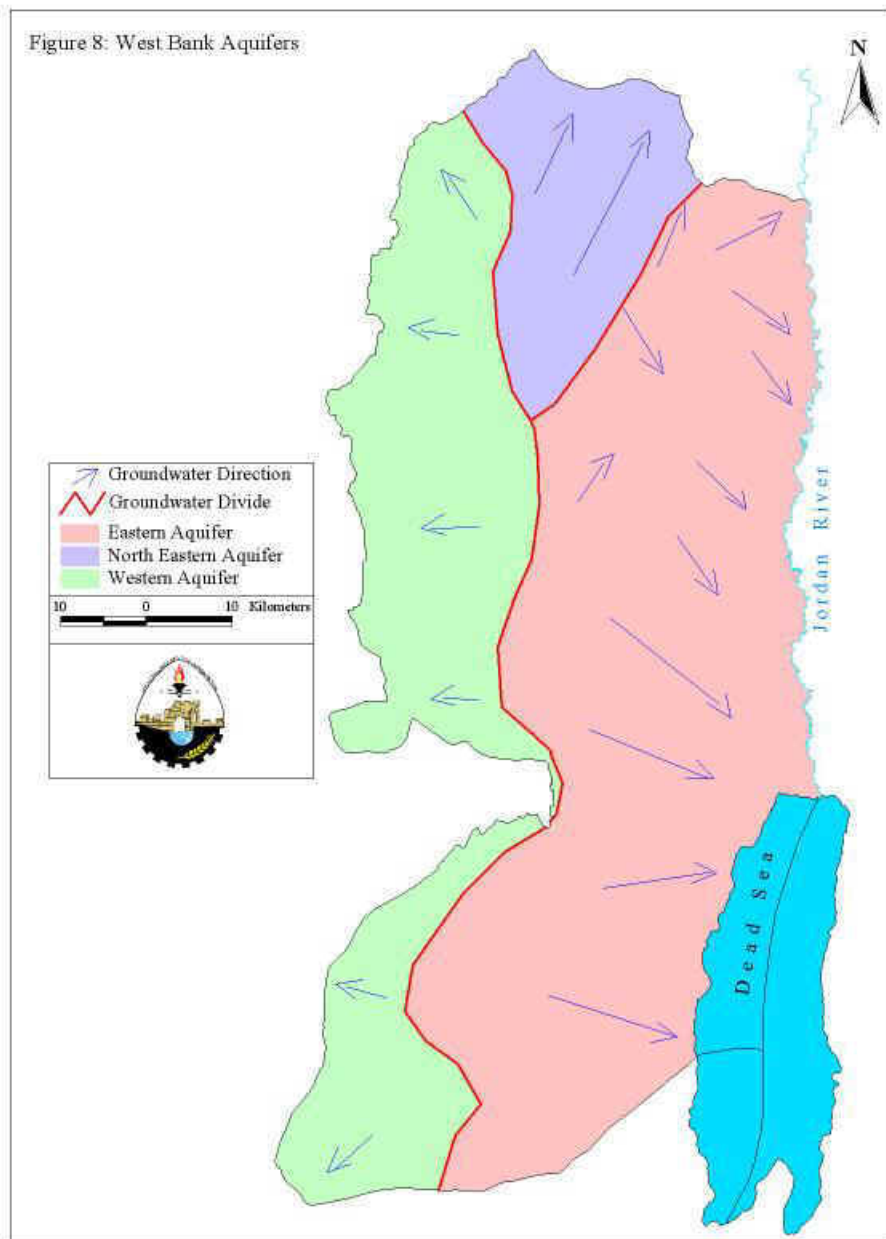 Figure 8: West Bank Aquifers
N
Groundwater Direction
Groundwater Divide
Eastern Aquifer
North Eastern Aquifer
Western Aquifer
10 0 10 Kilometers
Jordan River
Dead Sea